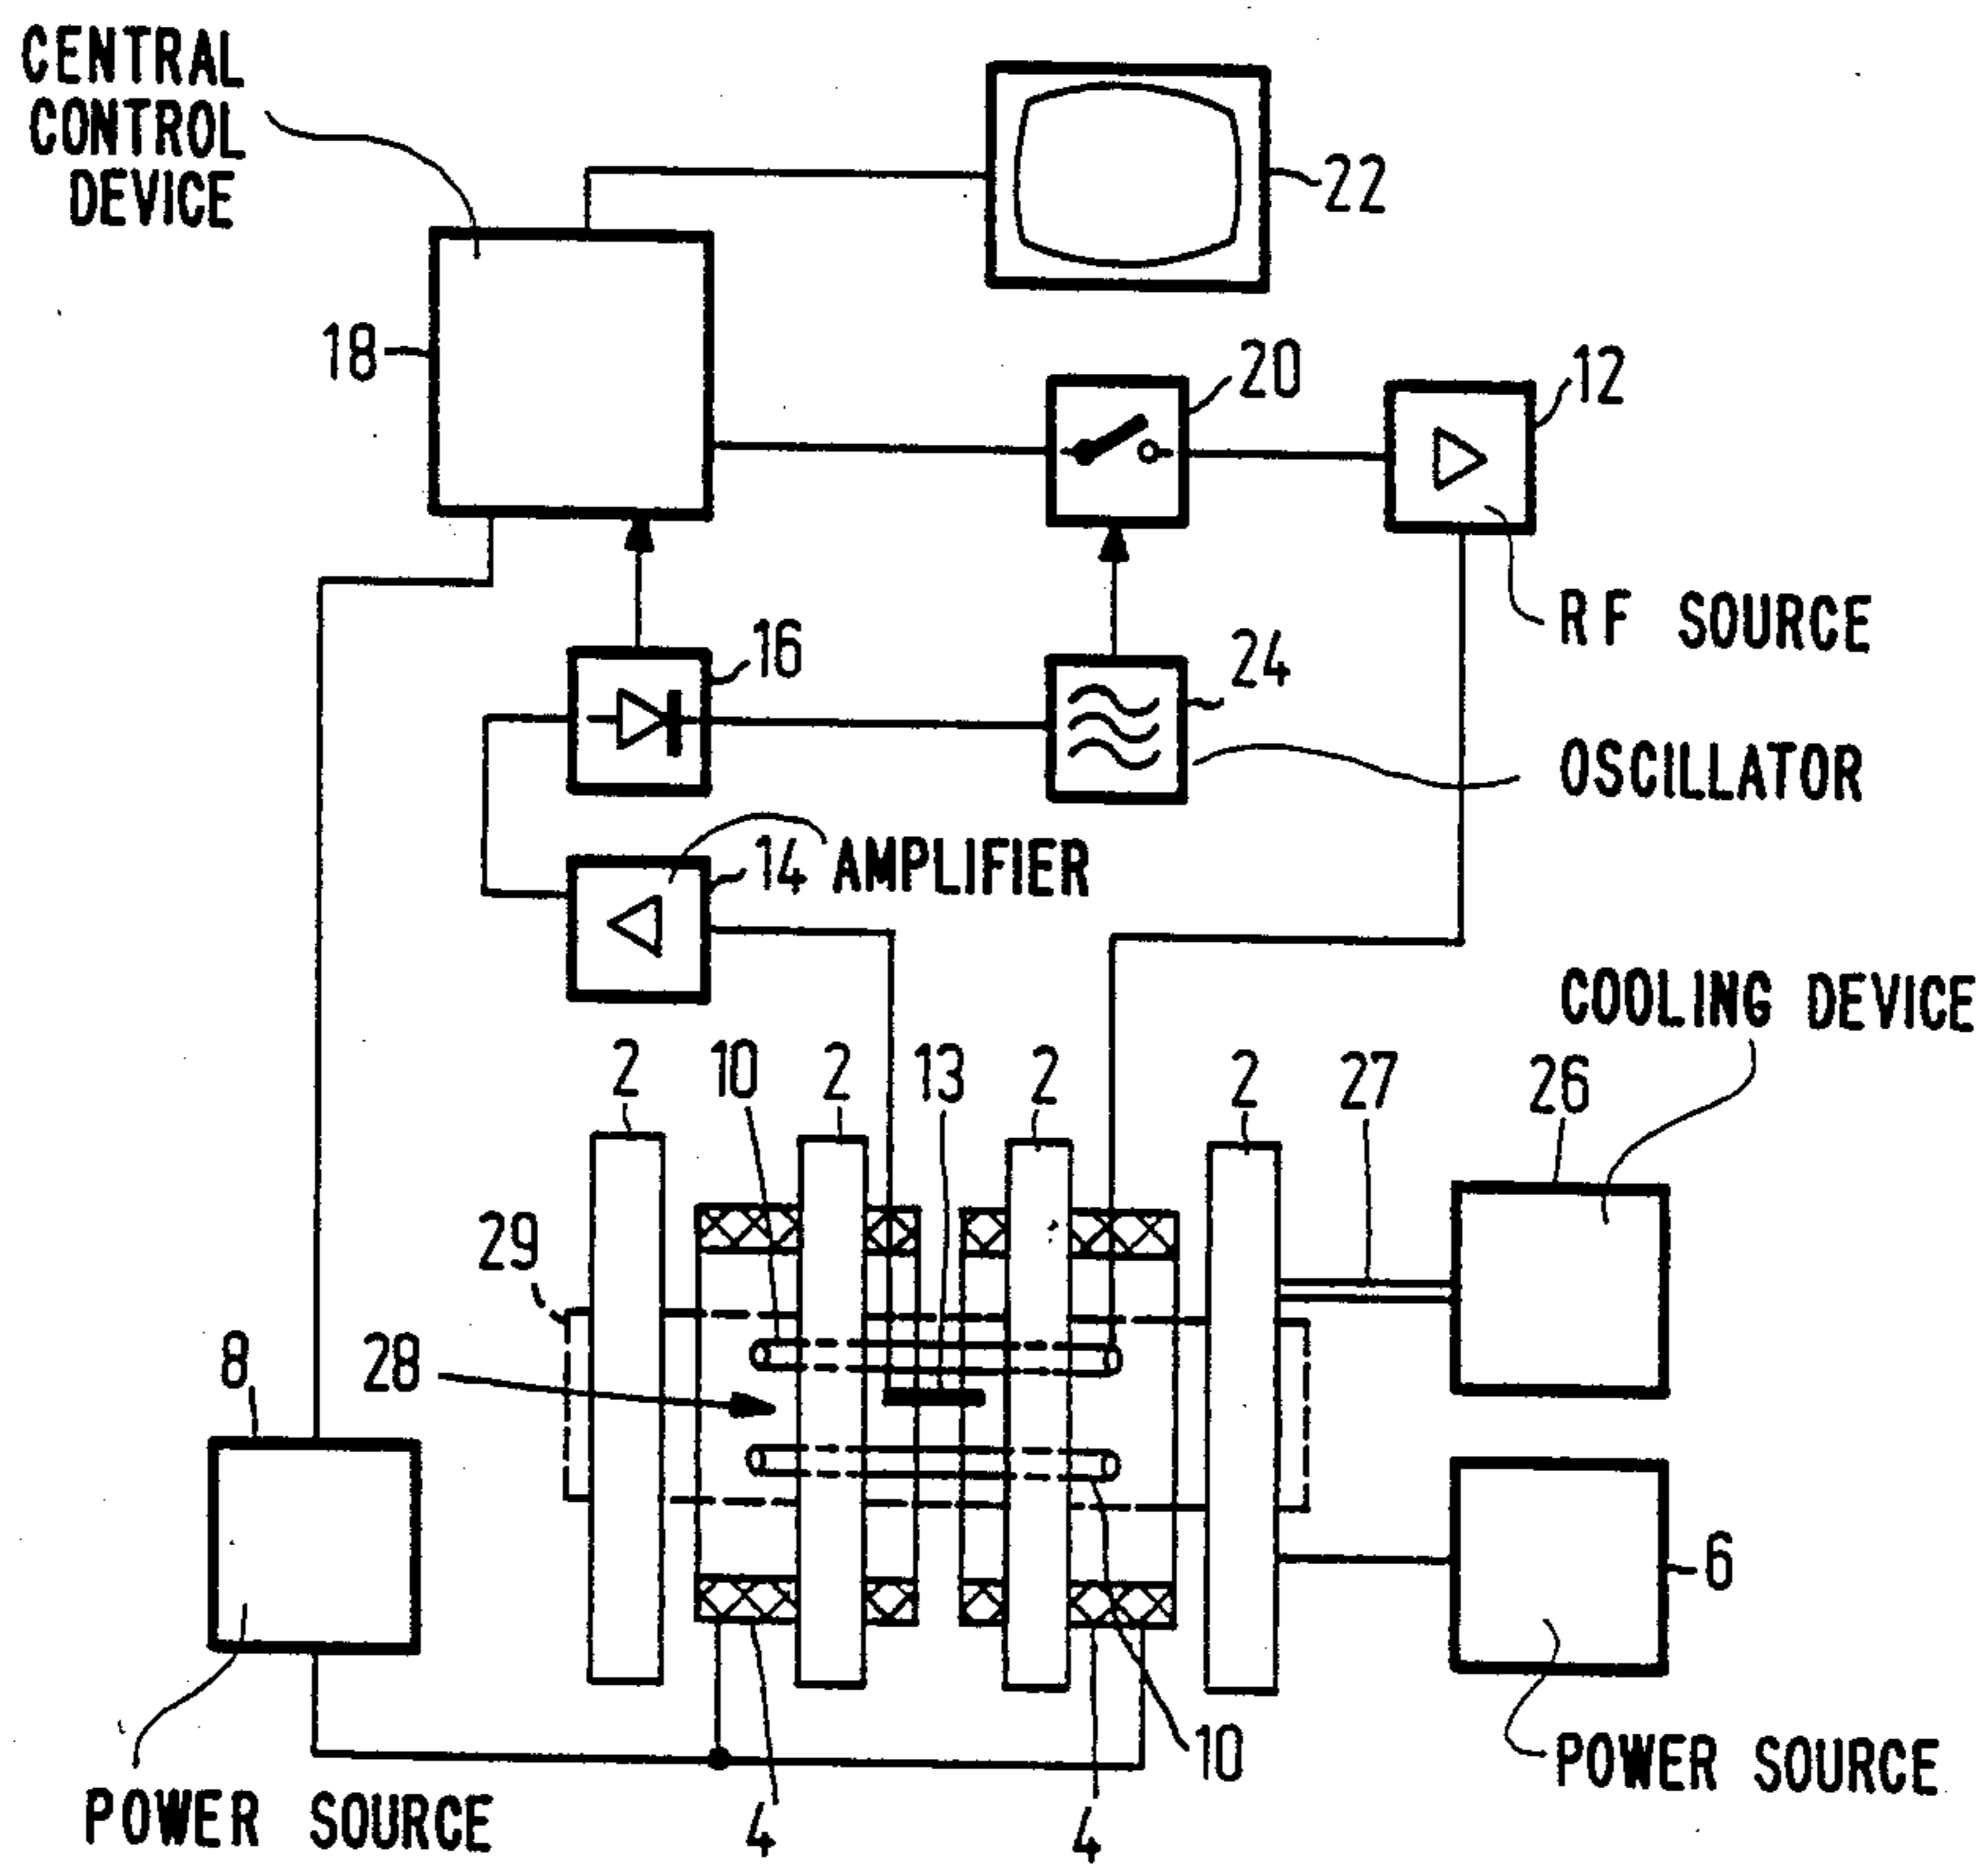 CENTRAL
CONTROL
DEVICE
22
18
20
12
RF SOURCE
16
24
OSCILLATOR
14 AMPLIFIER
COOLING DEVICE
2 10 2 13 2 2 27 26
29
28
8
6
10
POWER SOURCE
POWER SOURCE
4 4